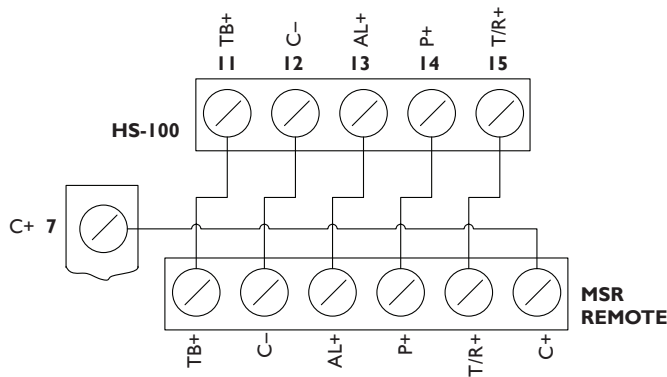 TB+ C– AL+ P+ T/R+
11 12 13 14 15
HS-100
C+ 7
MSR
REMOTE
TB+ C– AL+ P+ T/R+ C+